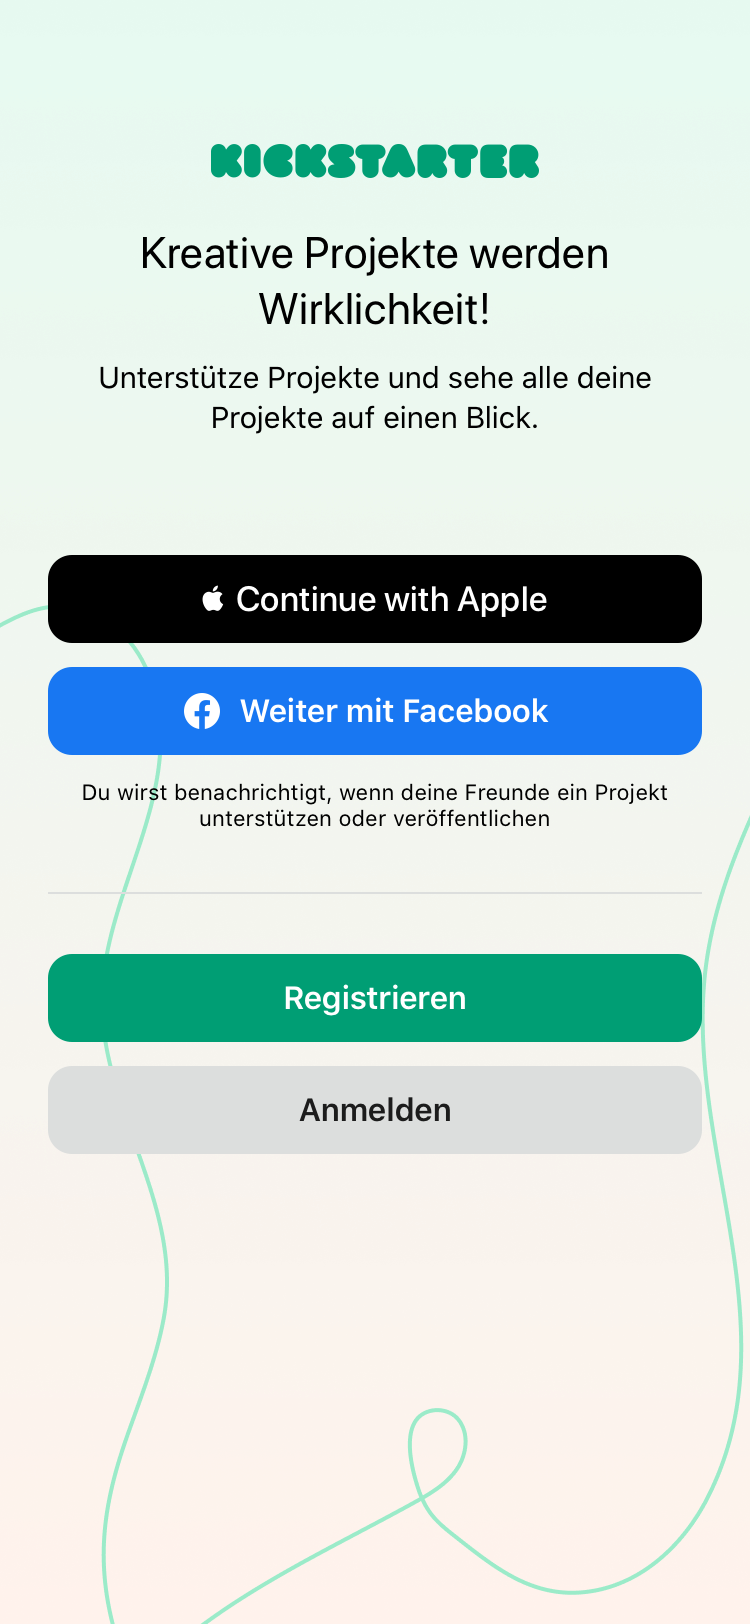 KICKSTARTER
Kreative Projekte werden
Wirklichkeit!
Unterstütze Projekte und sehe alle deine
Projekte auf einen Blick.
Continue with Apple
Weiter mit Facebook
Du wirst benachrichtigt, wenn deine Freunde ein Projekt
unterstützen oder veröffentlichen
Registrieren
Anmelden